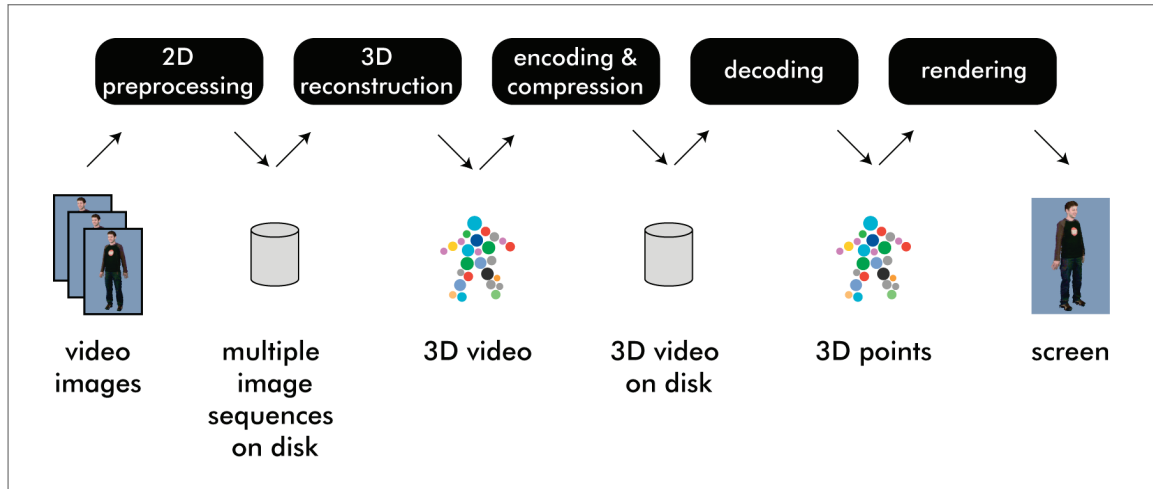 2D
preprocessing
3D
reconstruction
encoding &
compression
decoding
rendering
video
images
multiple
image
sequences
on disk
3D video
3D video
on disk
3D points
screen